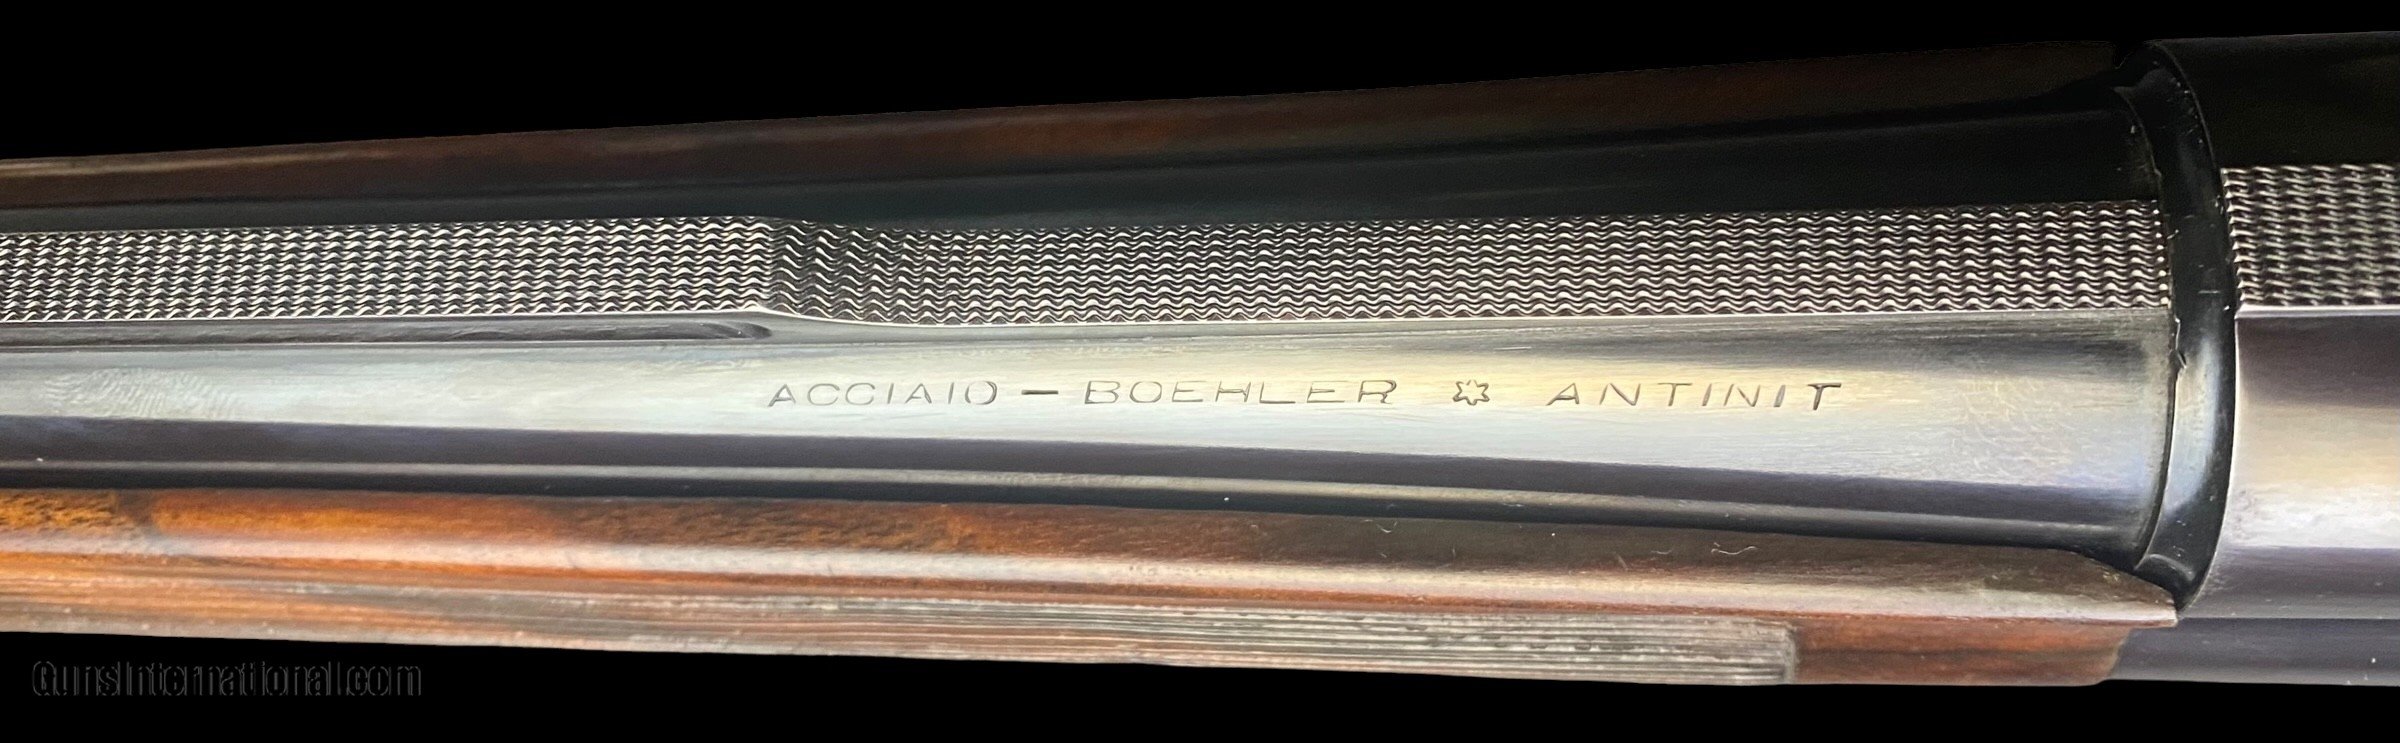 ACCIAIO — BOEHLER ✡ ANTINIT
GunsInternational.com